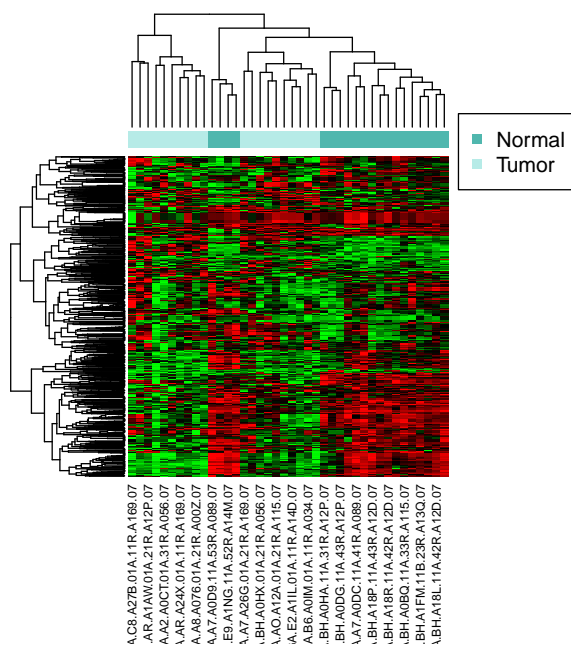 Normal
Tumor
A.C8.A27B.01A.11R.A169.07
.AR.A1AW.01A.21R.A12P.07
A.A2.A0CT.01A.31R.A056.07
A.AR.A24X.01A.11R.A169.07
A.A8.A076.01A.21R.A00Z.07
A.A7.A0D9.11A.53R.A089.07
.E9.A1NG.11A.52R.A14M.07
A.A7.A26G.01A.21R.A169.07
.BH.A0HX.01A.21R.A056.07
A.AO.A12A.01A.21R.A115.07
A.E2.A1IL.01A.11R.A14D.07
A.B6.A0IM.01A.11R.A034.07
.BH.A0HA.11A.31R.A12P.07
.BH.A0DG.11A.43R.A12P.07
A.A7.A0DC.11A.41R.A089.07
.BH.A18P.11A.43R.A12D.07
.BH.A18R.11A.42R.A12D.07
.BH.A0BQ.11A.33R.A115.07
.BH.A1FM.11B.23R.A13Q.07
A.BH.A18L.11A.42R.A12D.07